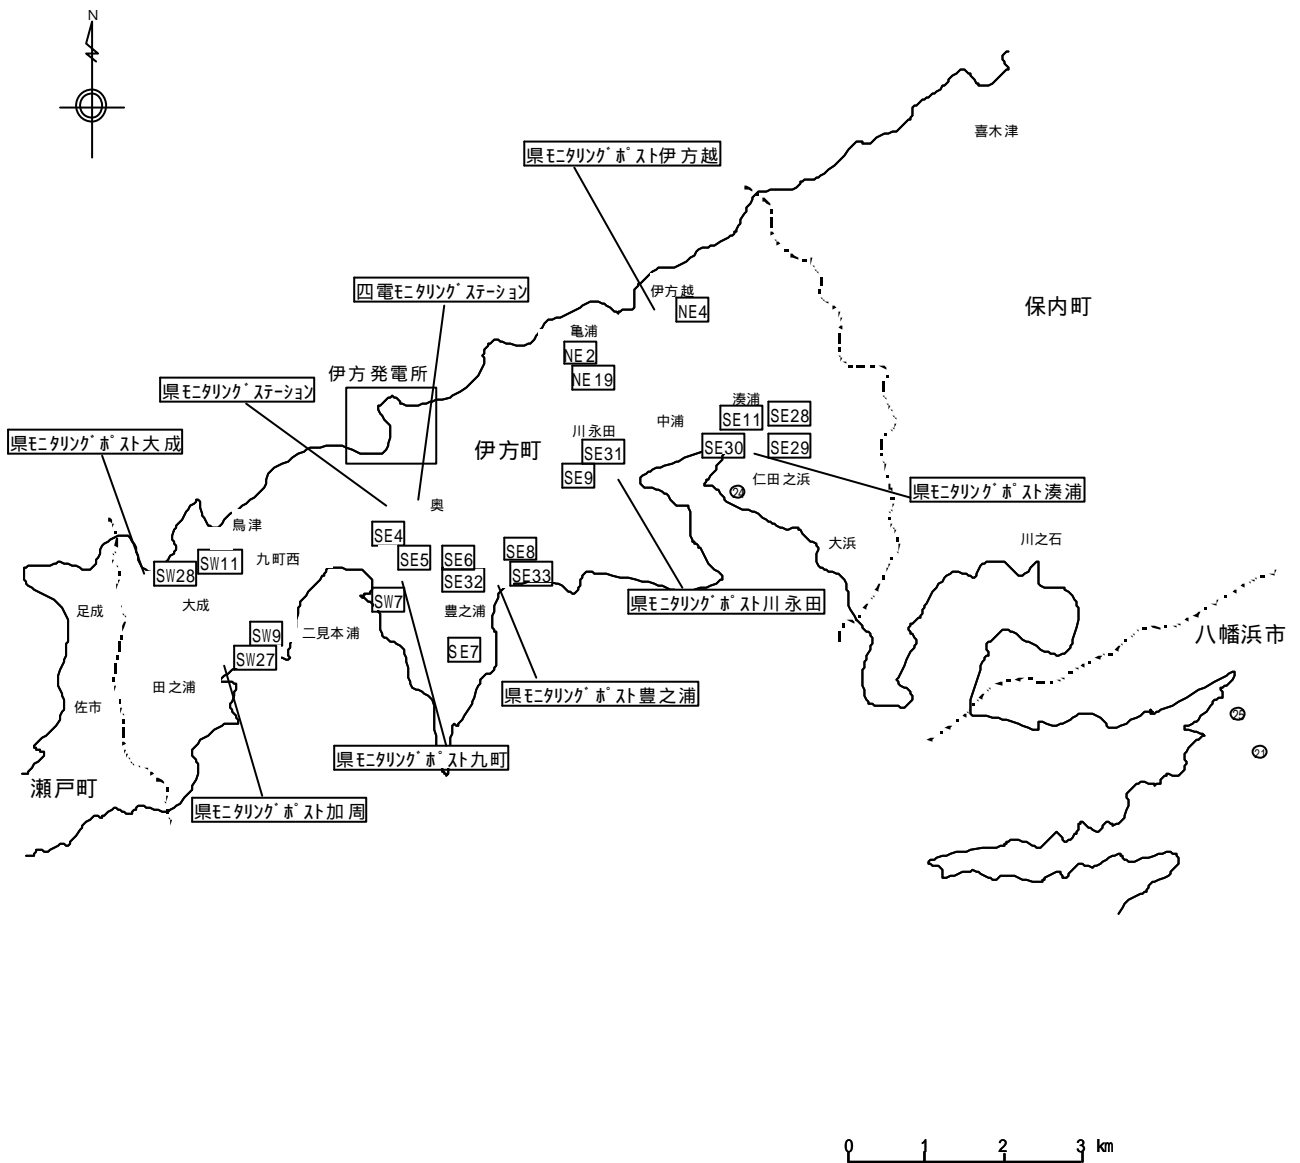 N
喜木津
県ﾓﾆﾀﾘﾝｸﾞﾎﾟｽﾄ伊方越
四電ﾓﾆﾀﾘﾝｸﾞｽﾃｰｼｮﾝ
伊方越
NE4
保内町
亀浦
NE2
NE19
伊方発電所
県ﾓﾆﾀﾘﾝｸﾞｽﾃｰｼｮﾝ
湊浦
SE11
SE28
中浦
川永田
県ﾓﾆﾀﾘﾝｸﾞﾎﾟｽﾄ大成
伊方町
SE31
SE30
SE29
SE9
仁田之浜
24
県ﾓﾆﾀﾘﾝｸﾞﾎﾟｽﾄ湊浦
奥
鳥津
SE4
川之石
大浜
九町西
SW11
SW28
SE5
SE6
SE8
SE32
SE33
足成
大成
SW7
豊之浦
県ﾓﾆﾀﾘﾝｸﾞﾎﾟｽﾄ川永田
SW9
二見本浦
八幡浜市
SW27
SE7
田之浦
県ﾓﾆﾀﾘﾝｸﾞﾎﾟｽﾄ豊之浦
佐市
25
県ﾓﾆﾀﾘﾝｸﾞﾎﾟｽﾄ九町
21
瀬戸町
県ﾓﾆﾀﾘﾝｸﾞﾎﾟｽﾄ加周
0 1 2 3 km